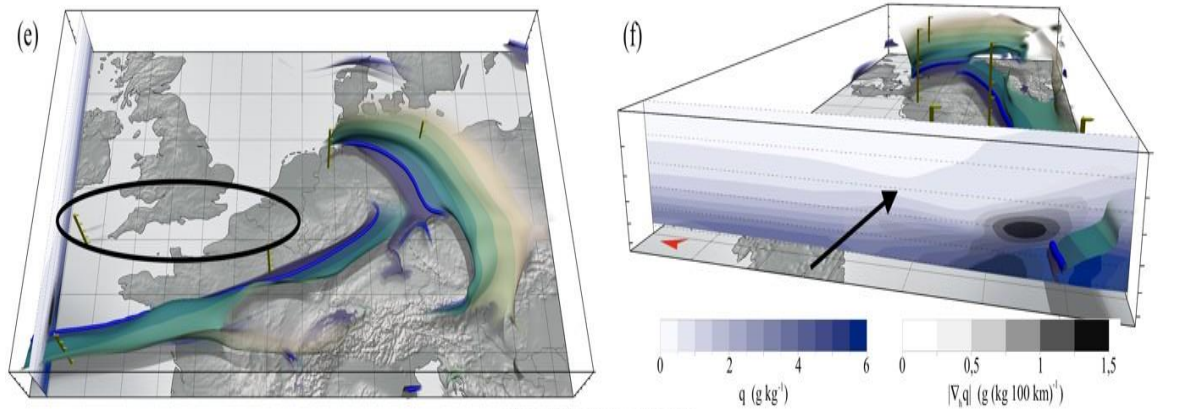 (e)
(f)
0 2 4 6
q (g kg⁻¹)
0 0,5 1 1,5
|∇ₕq| (g (kg 100 km)⁻¹)